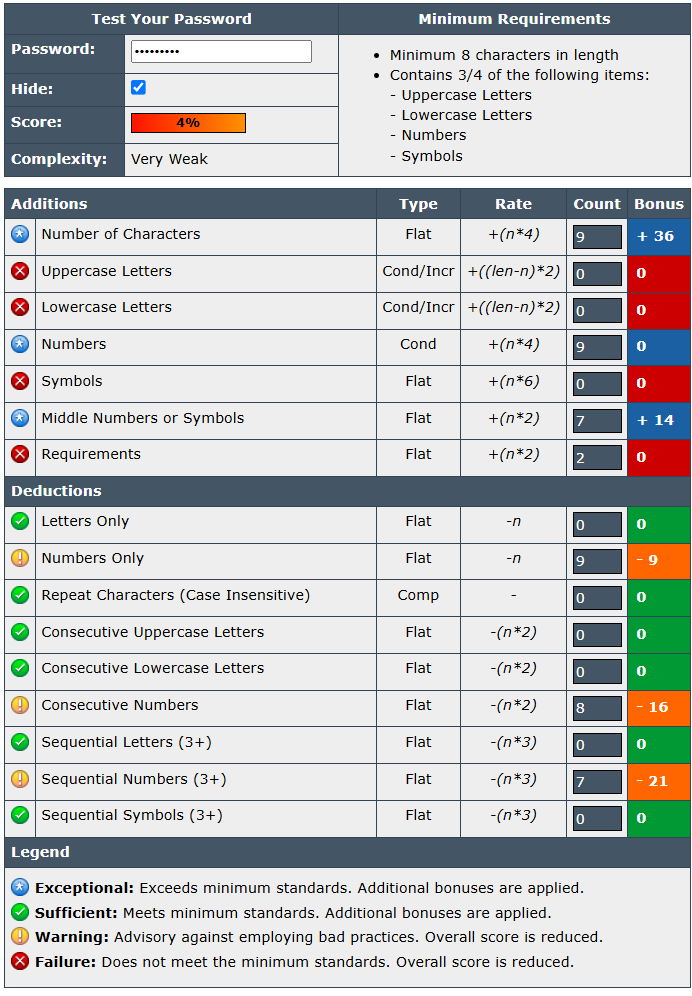 Test Your Password Minimum Requirements
Password: •••••••••
Hide:
Score: 4%
Complexity: Very Weak
• Minimum 8 characters in length
• Contains 3/4 of the following items:
- Uppercase Letters
- Lowercase Letters
- Numbers
- Symbols
Additions Type Rate Count Bonus
Number of Characters Flat +(n*4) 9 + 36
Uppercase Letters Cond/Incr +((len-n)*2) 0 0
Lowercase Letters Cond/Incr +((len-n)*2) 0 0
Numbers Cond +(n*4) 9 0
Symbols Flat +(n*6) 0 0
Middle Numbers or Symbols Flat +(n*2) 7 + 14
Requirements Flat +(n*2) 2 0
Deductions
Letters Only Flat -n 0 0
Numbers Only Flat -n 9 - 9
Repeat Characters (Case Insensitive) Comp - 0 0
Consecutive Uppercase Letters Flat -(n*2) 0 0
Consecutive Lowercase Letters Flat -(n*2) 0 0
Consecutive Numbers Flat -(n*2) 8 - 16
Sequential Letters (3+) Flat -(n*3) 0 0
Sequential Numbers (3+) Flat -(n*3) 7 - 21
Sequential Symbols (3+) Flat -(n*3) 0 0
Legend
Exceptional: Exceeds minimum standards. Additional bonuses are applied.
Sufficient: Meets minimum standards. Additional bonuses are applied.
Warning: Advisory against employing bad practices. Overall score is reduced.
Failure: Does not meet the minimum standards. Overall score is reduced.